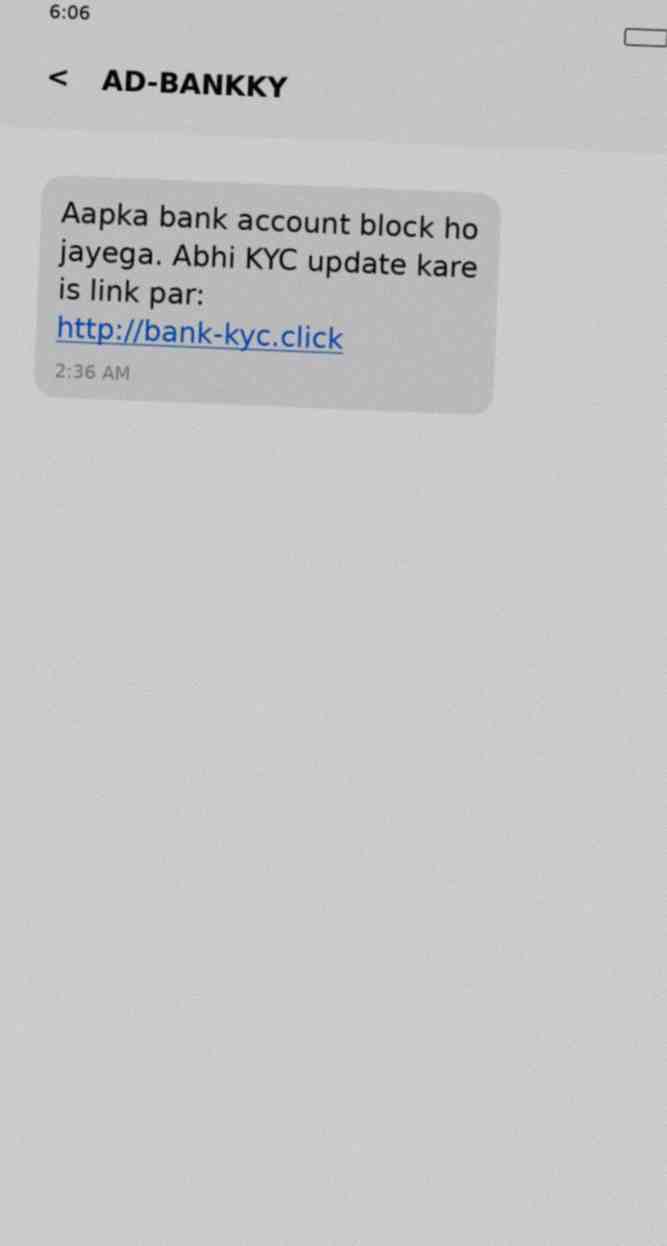 6:06
< AD-BANKKY
Aapka bank account block ho
jayega. Abhi KYC update kare
is link par:
http://bank-kyc.click
2:36 AM